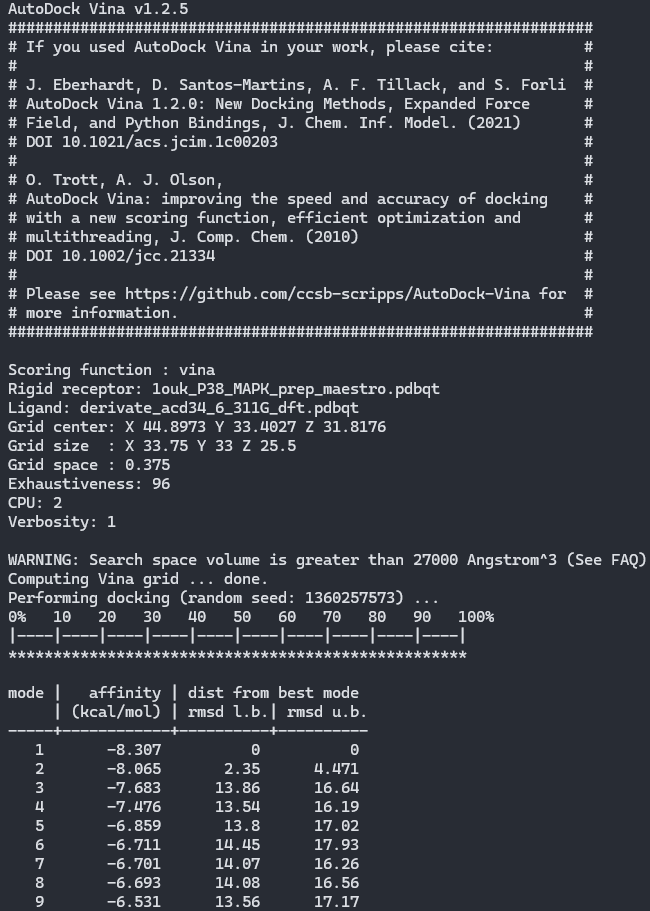 AutoDock Vina v1.2.5
#################################################################
# If you used AutoDock Vina in your work, please cite:          #
#                                                               #
# J. Eberhardt, D. Santos-Martins, A. F. Tillack, and S. Forli  #
# AutoDock Vina 1.2.0: New Docking Methods, Expanded Force      #
# Field, and Python Bindings, J. Chem. Inf. Model. (2021)       #
# DOI 10.1021/acs.jcim.1c00203                                  #
#                                                               #
# O. Trott, A. J. Olson,                                        #
# AutoDock Vina: improving the speed and accuracy of docking    #
# with a new scoring function, efficient optimization and       #
# multithreading, J. Comp. Chem. (2010)                         #
# DOI 10.1002/jcc.21334                                         #
#                                                               #
# Please see https://github.com/ccsb-scripps/AutoDock-Vina for  #
# more information.                                             #
#################################################################

Scoring function : vina
Rigid receptor: 1ouk_P38_MAPK_prep_maestro.pdbqt
Ligand: derivate_acd34_6_311G_dft.pdbqt
Grid center: X 44.8973 Y 33.4027 Z 31.8176
Grid size  : X 33.75 Y 33 Z 25.5
Grid space : 0.375
Exhaustiveness: 96
CPU: 2
Verbosity: 1

WARNING: Search space volume is greater than 27000 Angstrom^3 (See FAQ)
Computing Vina grid ... done.
Performing docking (random seed: 1360257573) ...
0%   10   20   30   40   50   60   70   80   90   100%
|----|----|----|----|----|----|----|----|----|----|
***************************************************

mode |   affinity | dist from best mode
     | (kcal/mol) | rmsd l.b.| rmsd u.b.
-----+------------+----------+----------
   1       -8.307          0          0
   2       -8.065       2.35      4.471
   3       -7.683      13.86      16.64
   4       -7.476      13.54      16.19
   5       -6.859       13.8      17.02
   6       -6.711      14.45      17.93
   7       -6.701      14.07      16.26
   8       -6.693      14.08      16.56
   9       -6.531      13.56      17.17